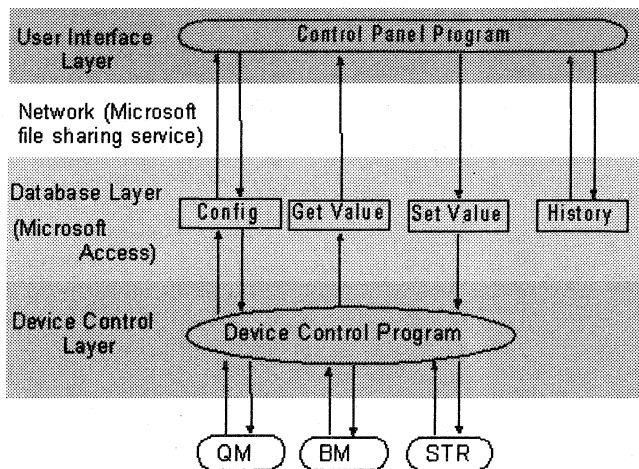 User Interface
Layer
Control Panel Program
Network (Microsoft
file sharing service)
Database Layer
(Microsoft
Access)
Config
Get Value
Set Value
History
Device Control
Layer
Device Control Program
QM
BM
STR